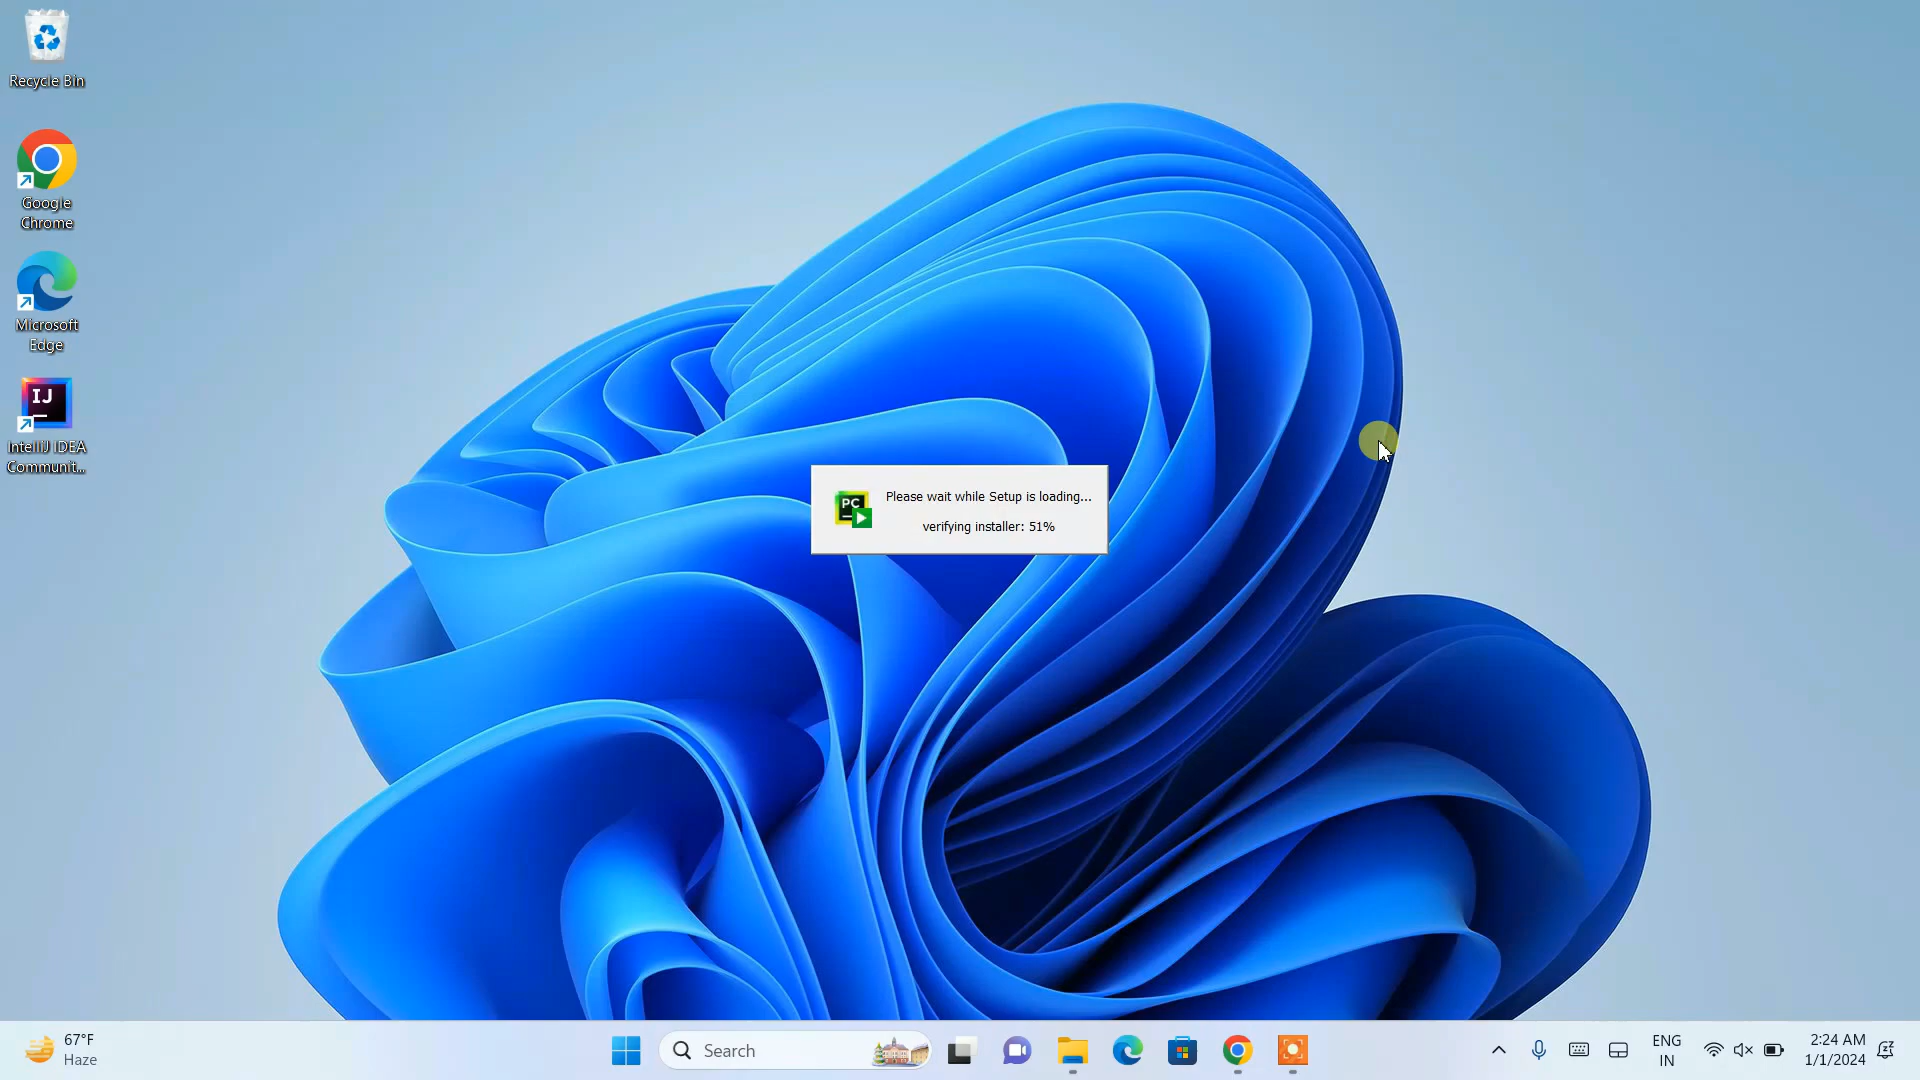 Recycle Bin
Google
Chrome
Microsoft
Edge
IJ
IntelliJ IDEA
Communit...
PC
Please wait while Setup is loading...
verifying installer: 51%
67°F
Haze
Search
ENG
IN
2:24 AM
1/1/2024